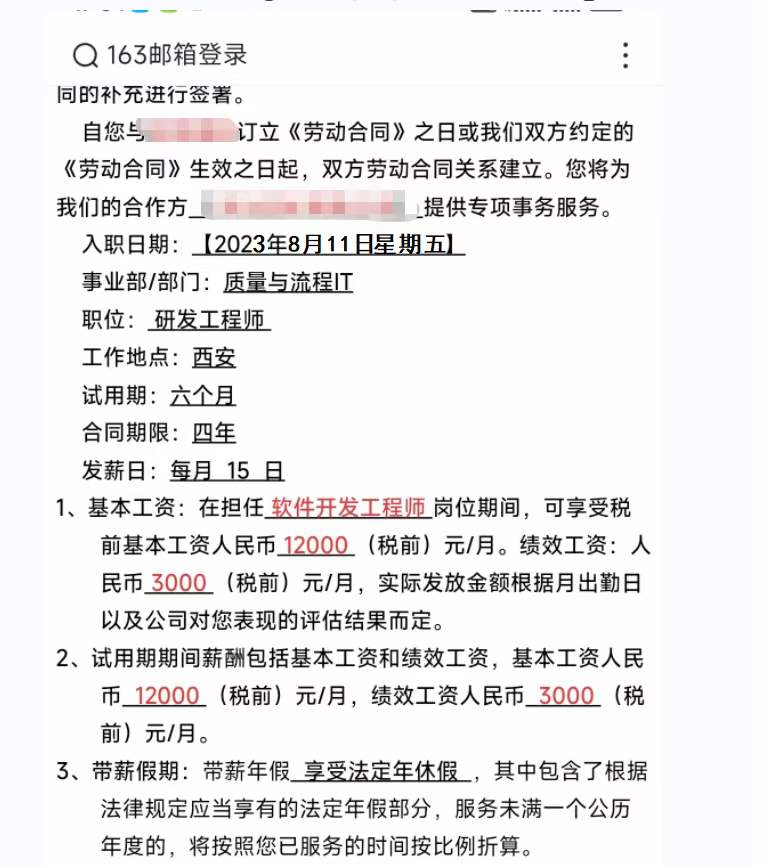 163邮箱登录
同的补充进行签署。
自您与 订立《劳动合同》之日或我们双方约定的
《劳动合同》生效之日起，双方劳动合同关系建立。您将为
我们的合作方 提供专项事务服务。
入职日期：【2023年8月11日星期五】
事业部/部门：质量与流程IT
职位：研发工程师
工作地点：西安
试用期：六个月
合同期限：四年
发薪日：每月 15 日
1、基本工资：在担任 软件开发工程师 岗位期间，可享受税
前基本工资人民币 12000 （税前）元/月。绩效工资：人
民币 3000 （税前）元/月，实际发放金额根据月出勤日
以及公司对您表现的评估结果而定。
2、试用期期间薪酬包括基本工资和绩效工资，基本工资人民
币 12000 （税前）元/月，绩效工资人民币 3000 （税
前）元/月。
3、带薪假期：带薪年假 享受法定年休假 ，其中包含了根据
法律规定应当享有的法定年假部分，服务未满一个公历
年度的，将按照您已服务的时间按比例折算。